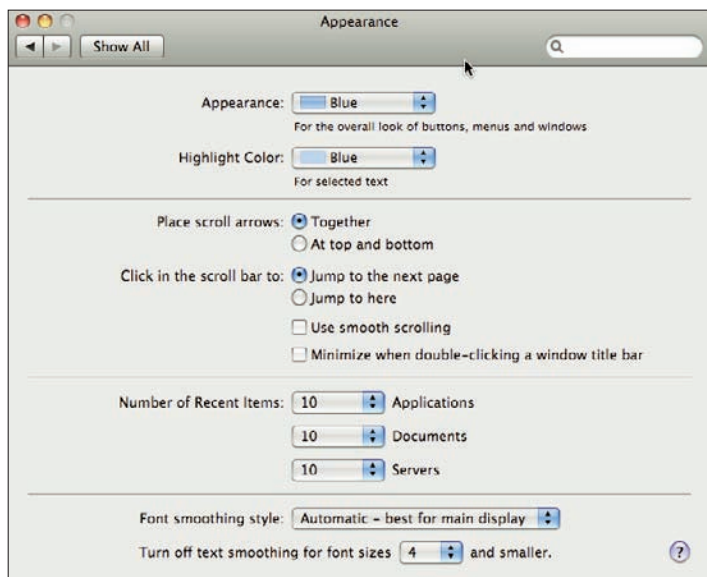 Appearance
Show All
Appearance: Blue
For the overall look of buttons, menus and windows
Highlight Color: Blue
For selected text
Place scroll arrows: Together
At top and bottom
Click in the scroll bar to: Jump to the next page
Jump to here
Use smooth scrolling
Minimize when double-clicking a window title bar
Number of Recent Items: 10 Applications
10 Documents
10 Servers
Font smoothing style: Automatic – best for main display
Turn off text smoothing for font sizes 4 and smaller. ?